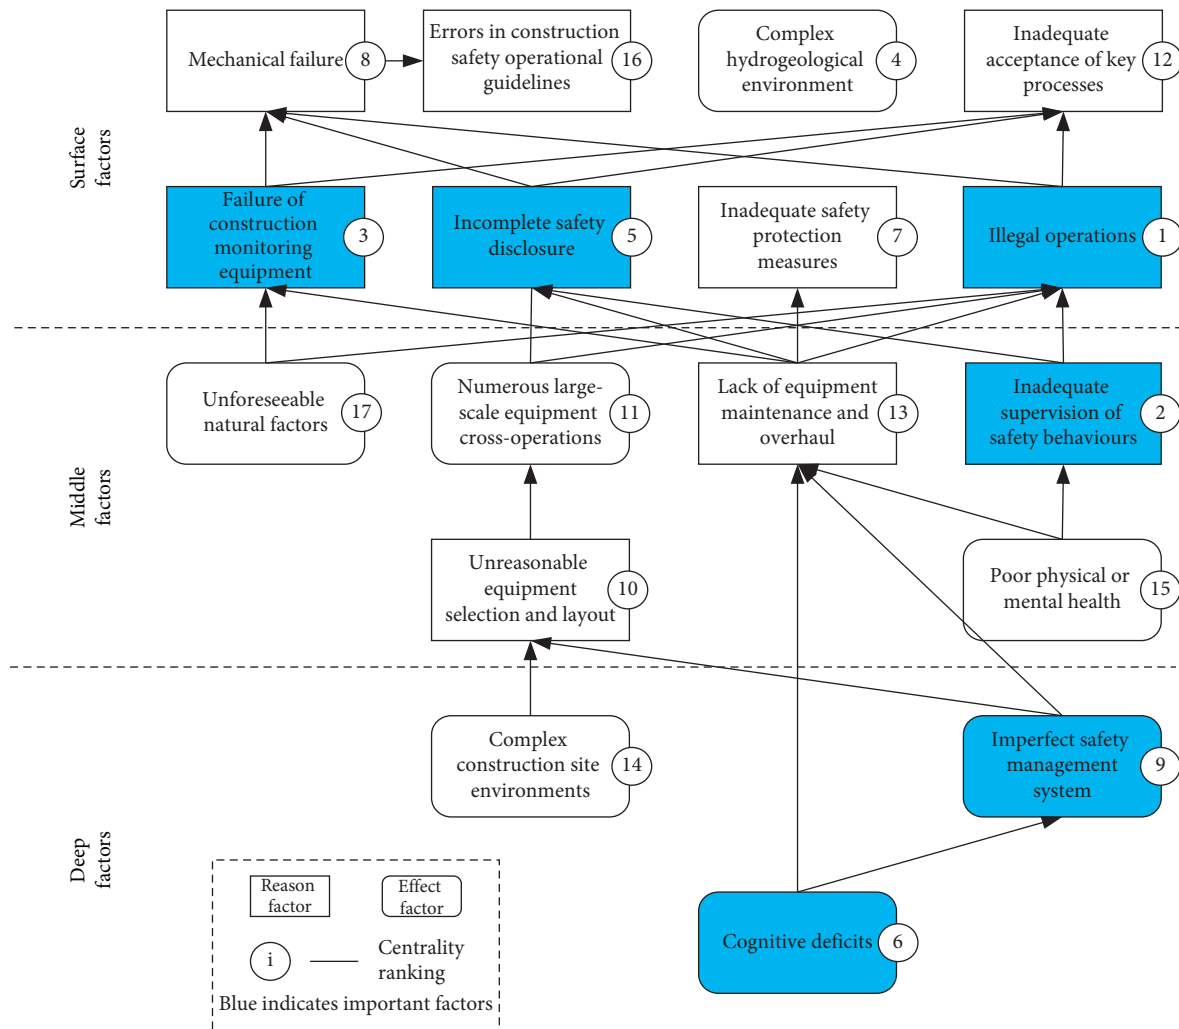 Mechanical failure
8
Errors in construction
safety operational
guidelines
16
Complex
hydrogeological
environment
4
Inadequate
acceptance of key
processes
12
Surface
factors
Failure of
construction
monitoring
equipment
3
Incomplete safety
disclosure
5
Inadequate safety
protection
measures
7
Illegal operations
1
Middle
factors
Unforeseeable
natural factors
17
Numerous large-
scale equipment
cross-operations
11
Lack of equipment
maintenance and
overhaul
13
Inadequate
supervision of
safety behaviours
2
Unreasonable
equipment
selection and layout
10
Poor physical or
mental health
15
Deep
factors
Complex
construction site
environments
14
Imperfect safety
management
system
9
Cognitive deficits
6
Reason
factor
Effect
factor
i
Centrality
ranking
Blue indicates important factors